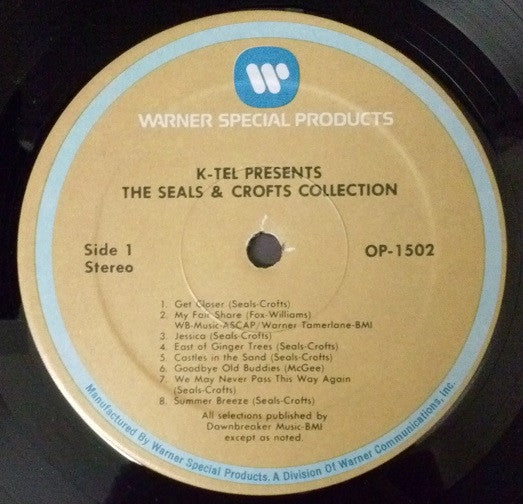 WARNER SPECIAL PRODUCTS
K-TEL PRESENTS
THE SEALS & CROFTS COLLECTION
Side 1
Stereo
OP-1502
1. Get Closer (Seals-Crofts)
2. My Fair Share (Fox-Williams)
WB-Music-ASCAP/Warner Tamerlane-BMI
3. Jessica (Seals-Crofts)
4. East of Ginger Trees (Seals-Crofts)
5. Castles in the Sand (Seals-Crofts)
6. Goodbye Old Buddies (McGee)
7. We May Never Pass This Way Again
(Seals-Crofts)
8. Summer Breeze (Seals-Crofts)
All selections published by
Dawnbreaker Music-BMI
except as noted.
Manufactured By Warner Special Products. A Division Of Warner Communications, Inc.